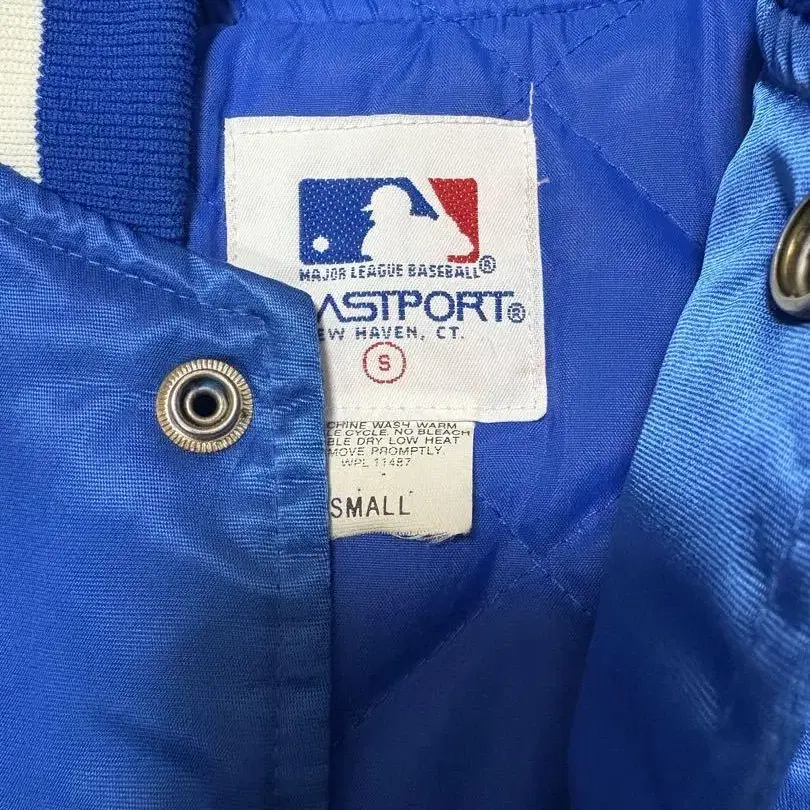 MAJOR LEAGUE BASEBALL®
ASTPORT®
EW HAVEN, CT.
S
CHINE WASH WARM
LE CYCLE. NO BLEACH
BLE DRY LOW HEAT
MOVE PROMPTLY.
WPL 11487
SMALL